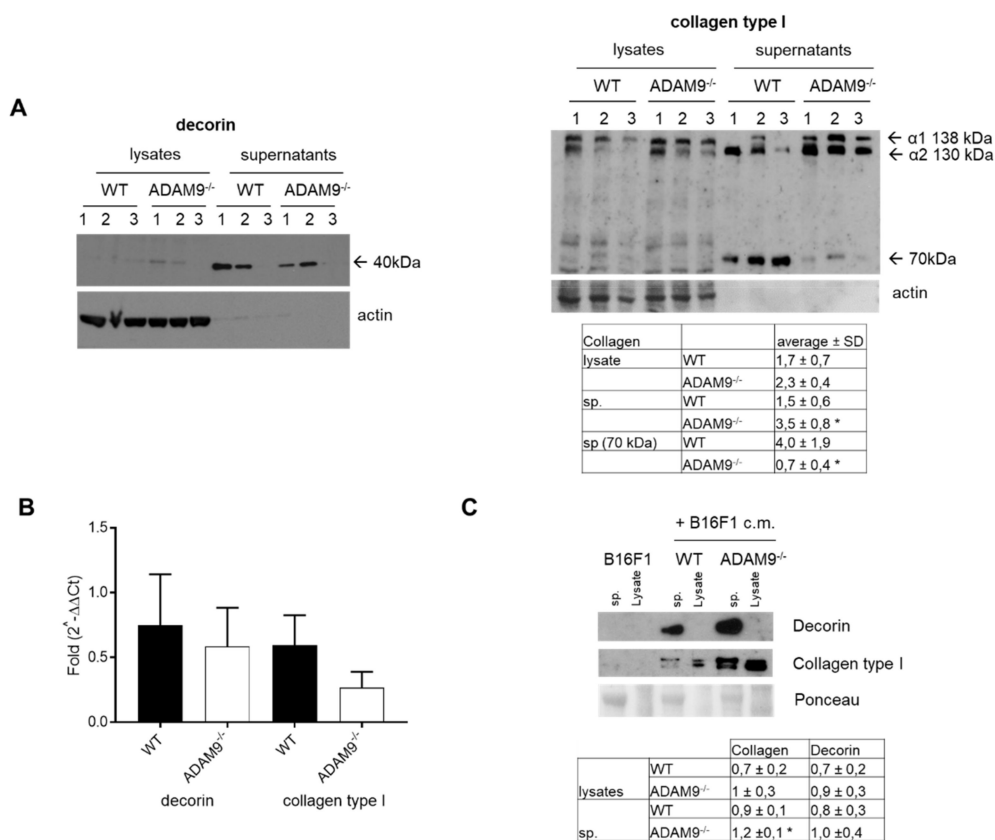 A
decorin
lysates supernatants
WT ADAM9-/- WT ADAM9-/-
1 2 3 1 2 3 1 2 3 1 2 3
← 40kDa
actin
collagen type I
lysates supernatants
WT ADAM9-/- WT ADAM9-/-
1 2 3 1 2 3 1 2 3 1 2 3
← α1 138 kDa
← α2 130 kDa
← 70kDa
actin
Collagen average ± SD
lysate WT 1,7 ± 0,7
ADAM9-/- 2,3 ± 0,4
sp. WT 1,5 ± 0,6
ADAM9-/- 3,5 ± 0,8 *
sp (70 kDa) WT 4,0 ± 1,9
ADAM9-/- 0,7 ± 0,4 *
B
Fold (2^-ΔΔCt)
1.5
1.0
0.5
0.0
WT ADAM9-/- WT ADAM9-/-
decorin collagen type I
C
+ B16F1 c.m.
B16F1 WT ADAM9-/-
sp. Lysate sp. Lysate sp. Lysate
Decorin
Collagen type I
Ponceau
Collagen Decorin
WT 0,7 ± 0,2 0,7 ± 0,2
lysates ADAM9-/- 1 ± 0,3 0,9 ± 0,3
WT 0,9 ± 0,1 0,8 ± 0,3
sp. ADAM9-/- 1,2 ±0,1 * 1,0 ±0,4